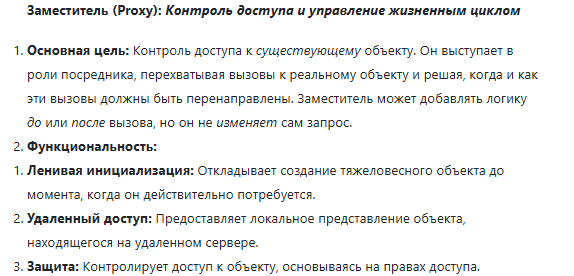 Заместитель (Proxy): Контроль доступа и управление жизненным циклом
1. Основная цель: Контроль доступа к существующему объекту. Он выступает в
роли посредника, перехватывая вызовы к реальному объекту и решая, когда и как
эти вызовы должны быть перенаправлены. Заместитель может добавлять логику
до или после вызова, но он не изменяет сам запрос.
2. Функциональность:
1. Ленивая инициализация: Откладывает создание тяжеловесного объекта до
момента, когда он действительно потребуется.
2. Удаленный доступ: Предоставляет локальное представление объекта,
находящегося на удаленном сервере.
3. Защита: Контролирует доступ к объекту, основываясь на правах доступа.